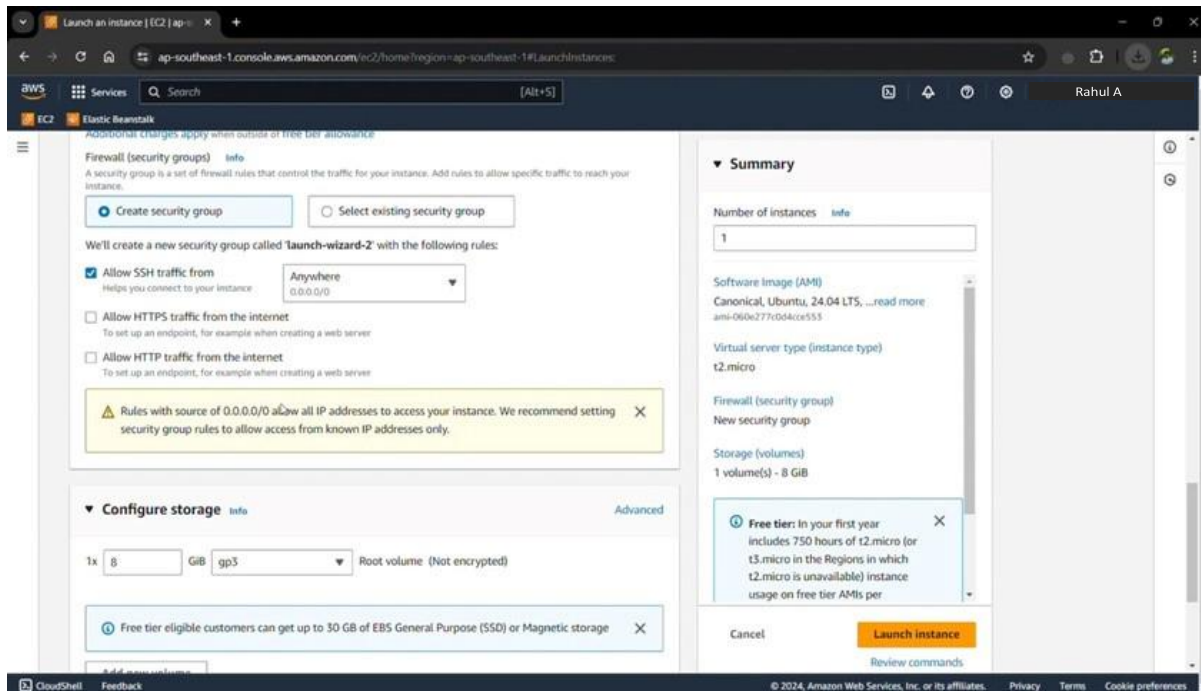 Launch an instance | EC2 | ap-s
ap-southeast-1.console.aws.amazon.com/ec2/home?region=ap-southeast-1#LaunchInstances:
aws
Services
Search
[Alt+S]
Rahul A
EC2
Elastic Beanstalk
Additional charges apply when outside of free tier allowance
Firewall (security groups) Info
A security group is a set of firewall rules that control the traffic for your instance. Add rules to allow specific traffic to reach your
instance.
Create security group
Select existing security group
We'll create a new security group called 'launch-wizard-2' with the following rules:
Allow SSH traffic from
Helps you connect to your instance
Anywhere
0.0.0.0/0
Allow HTTPS traffic from the internet
To set up an endpoint, for example when creating a web server
Allow HTTP traffic from the internet
To set up an endpoint, for example when creating a web server
Rules with source of 0.0.0.0/0 allow all IP addresses to access your instance. We recommend setting
security group rules to allow access from known IP addresses only.
Configure storage Info
Advanced
1x 8 GiB gp3 Root volume (Not encrypted)
Free tier eligible customers can get up to 30 GB of EBS General Purpose (SSD) or Magnetic storage
Add new volume
Summary
Number of instances Info
1
Software Image (AMI)
Canonical, Ubuntu, 24.04 LTS, ...read more
ami-060e277c0d4cce553
Virtual server type (instance type)
t2.micro
Firewall (security group)
New security group
Storage (volumes)
1 volume(s) - 8 GiB
Free tier: In your first year
includes 750 hours of t2.micro (or
t3.micro in the Regions in which
t2.micro is unavailable) instance
usage on free tier AMIs per
Cancel
Launch instance
Review commands
CloudShell
Feedback
© 2024, Amazon Web Services, Inc. or its affiliates.
Privacy
Terms
Cookie preferences